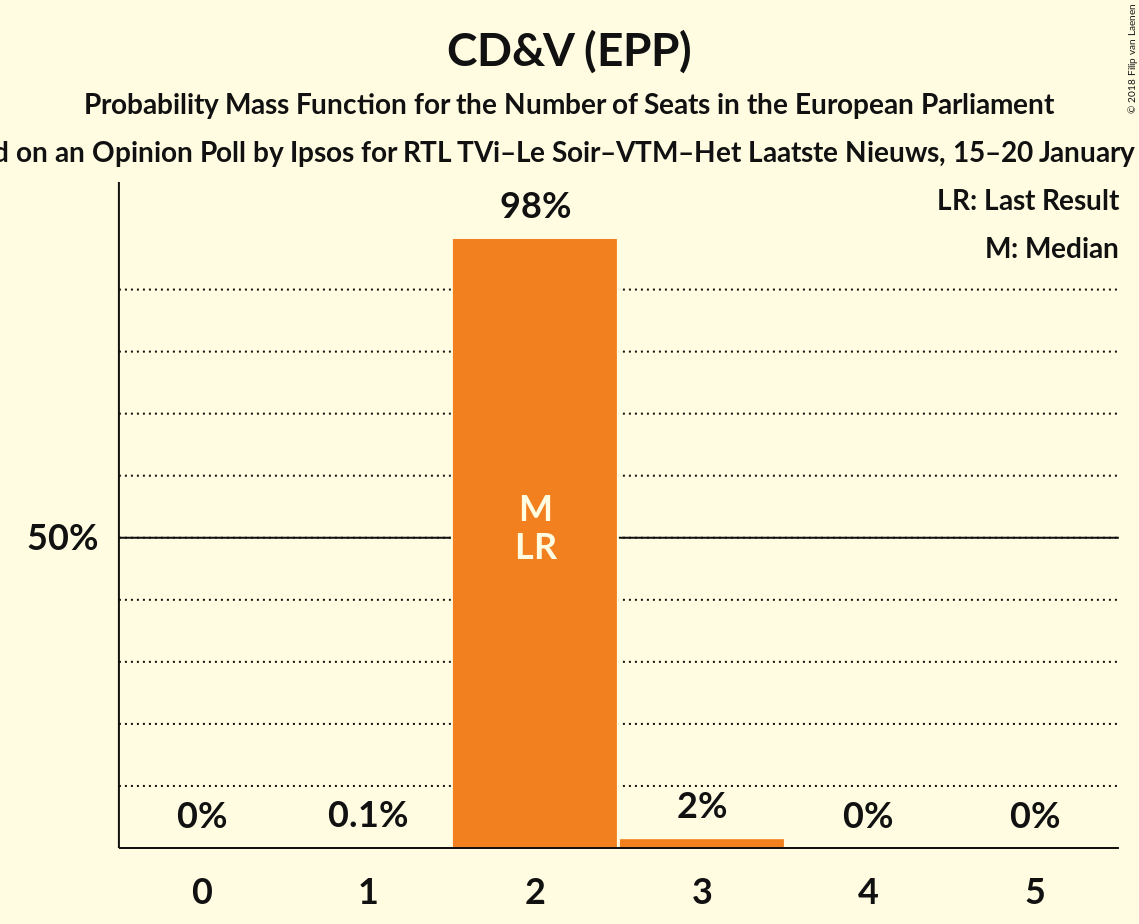 CD&V (EPP)
Probability Mass Function for the Number of Seats in the European Parliament
on an Opinion Poll by Ipsos for RTL TVi–Le Soir–VTM–Het Laatste Nieuws, 15–20 January
© 2018 Filip van Laenen
LR: Last Result
M: Median
98%
M
LR
50%
0%
0.1%
2%
0%
0%
0
1
2
3
4
5